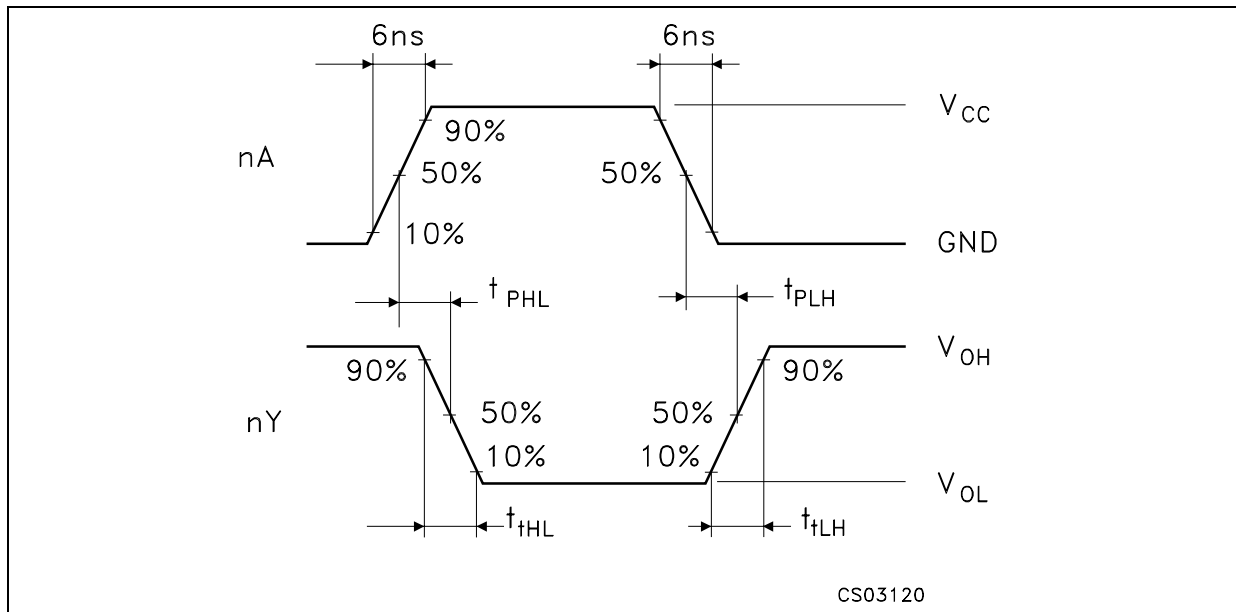 6ns 6ns
V_CC
90%
nA
50% 50%
10%
GND
t_PHL t_PLH
V_OH
90% 90%
50% 50%
nY
10% 10%
V_OL
t_tHL t_tLH
CS03120